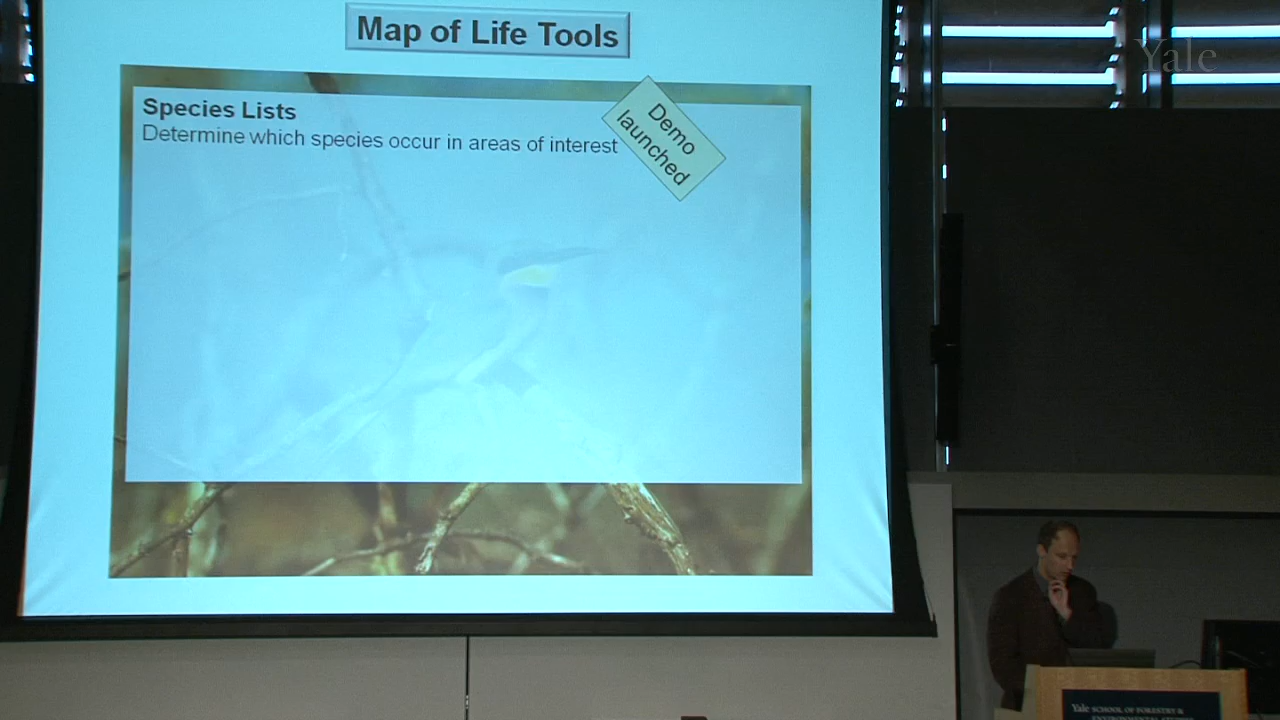 Map of Life Tools
Yale
Species Lists
Determine which species occur in areas of interest
Demo
launched
Yale SCHOOL OF FORESTRY &